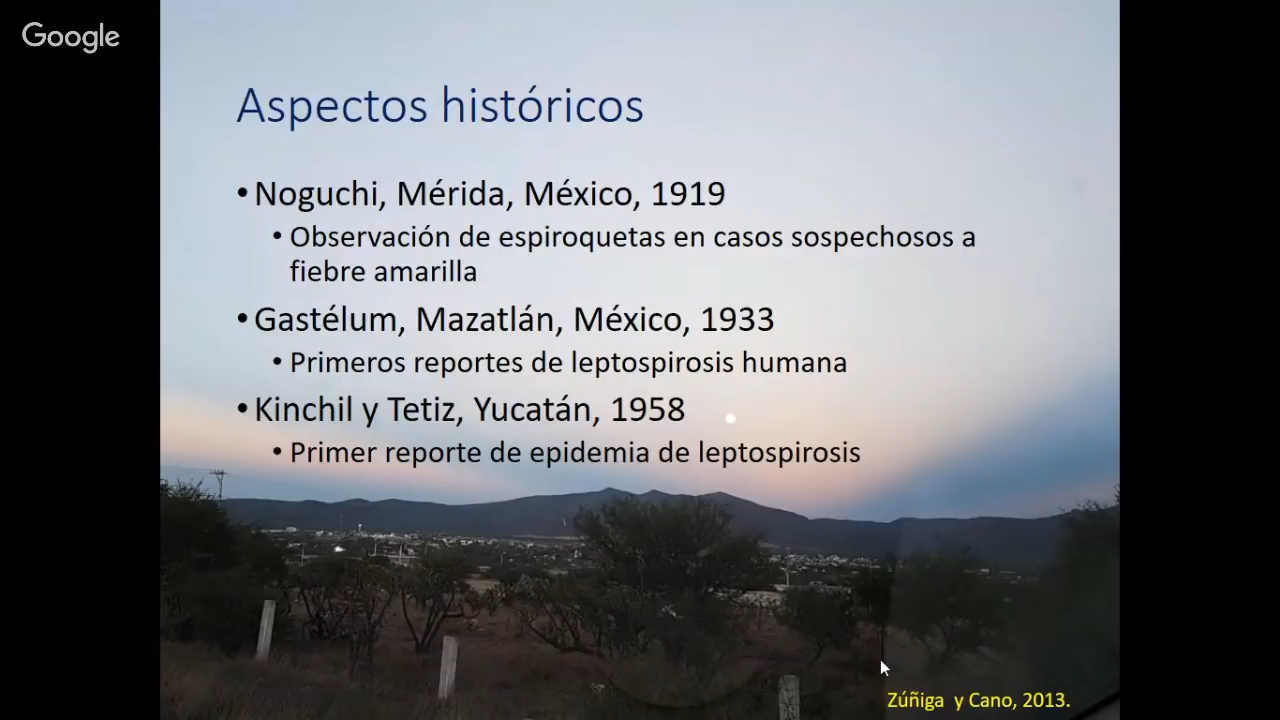 Google
Aspectos históricos
• Noguchi, Mérida, México, 1919
• Observación de espiroquetas en casos sospechosos a
fiebre amarilla
• Gastélum, Mazatlán, México, 1933
• Primeros reportes de leptospirosis humana
• Kinchil y Tetiz, Yucatán, 1958
• Primer reporte de epidemia de leptospirosis
Zúñiga y Cano, 2013.